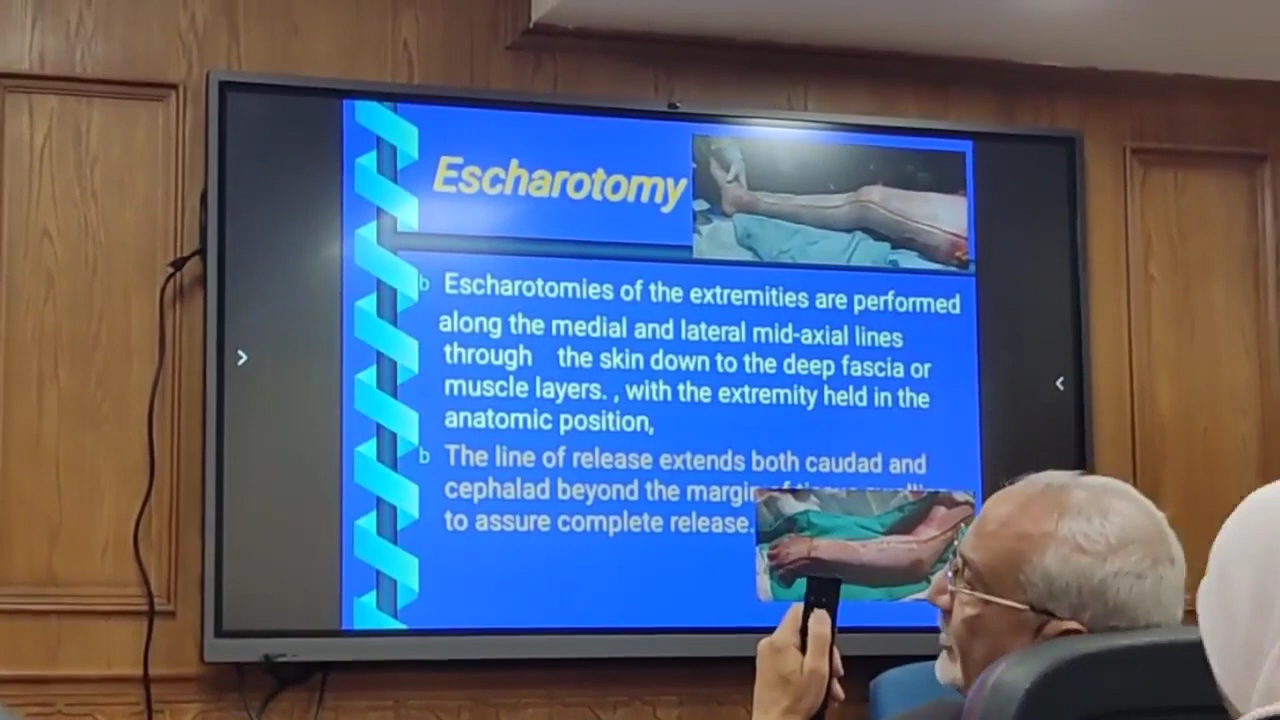 Escharotomy
b Escharotomies of the extremities are performed
along the medial and lateral mid-axial lines
through the skin down to the deep fascia or
muscle layers. , with the extremity held in the
anatomic position,
b The line of release extends both caudad and
cephalad beyond the margin
to assure complete release.